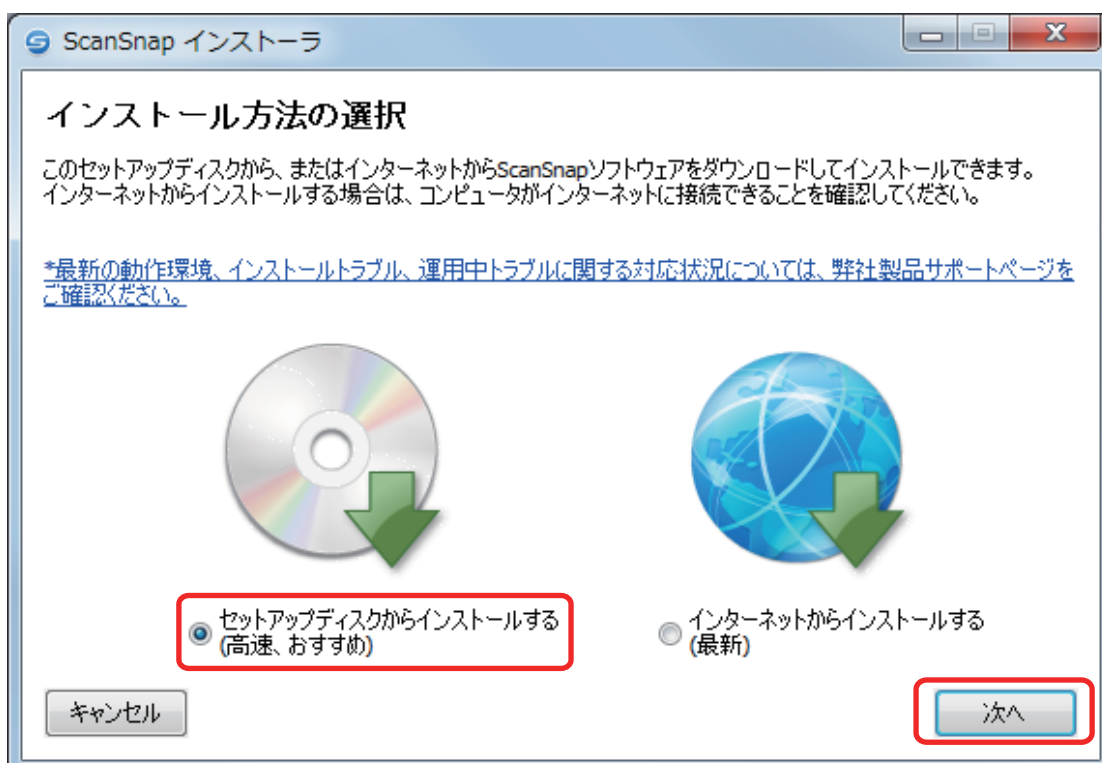 ScanSnap インストーラ
インストール方法の選択
このセットアップディスクから、またはインターネットからScanSnapソフトウェアをダウンロードしてインストールできます。
インターネットからインストールする場合は、コンピュータがインターネットに接続できることを確認してください。
*最新の動作環境、インストールトラブル、運用中トラブルに関する対応状況については、弊社製品サポートページを
ご確認ください。
セットアップディスクからインストールする
(高速、おすすめ)
インターネットからインストールする
(最新)
キャンセル
次へ